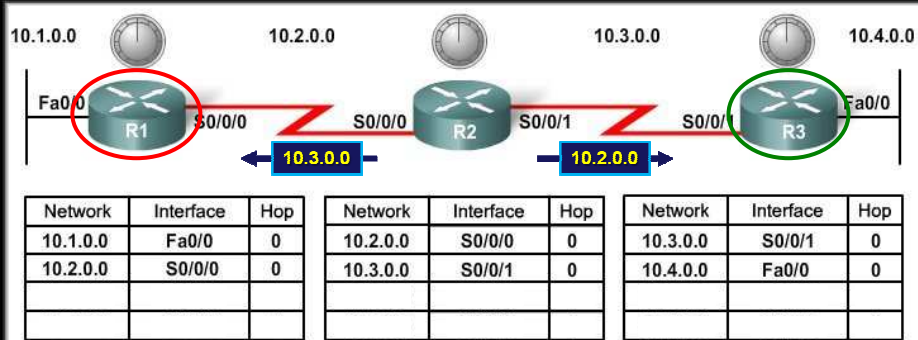 10.1.0.0 10.2.0.0 10.3.0.0 10.4.0.0
Fa0/0 R1 S0/0/0 S0/0/0 R2 S0/0/1 S0/0/1 R3 Fa0/0
10.3.0.0 10.2.0.0
Network Interface Hop Network Interface Hop Network Interface Hop
10.1.0.0 Fa0/0 0 10.2.0.0 S0/0/0 0 10.3.0.0 S0/0/1 0
10.2.0.0 S0/0/0 0 10.3.0.0 S0/0/1 0 10.4.0.0 Fa0/0 0